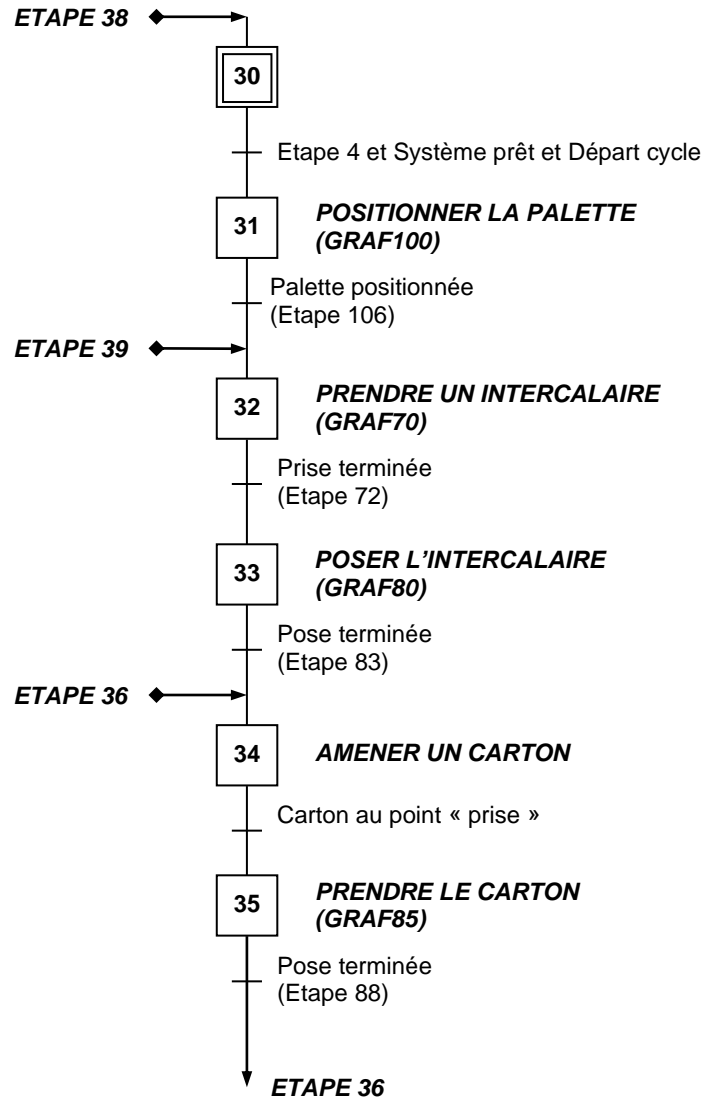 ETAPE 38
30
Etape 4 et Système prêt et Départ cycle
31
POSITIONNER LA PALETTE
(GRAF100)
Palette positionnée
(Etape 106)
ETAPE 39
32
PRENDRE UN INTERCALAIRE
(GRAF70)
Prise terminée
(Etape 72)
33
POSER L'INTERCALAIRE
(GRAF80)
Pose terminée
(Etape 83)
ETAPE 36
34
AMENER UN CARTON
Carton au point « prise »
35
PRENDRE LE CARTON
(GRAF85)
Pose terminée
(Etape 88)
ETAPE 36